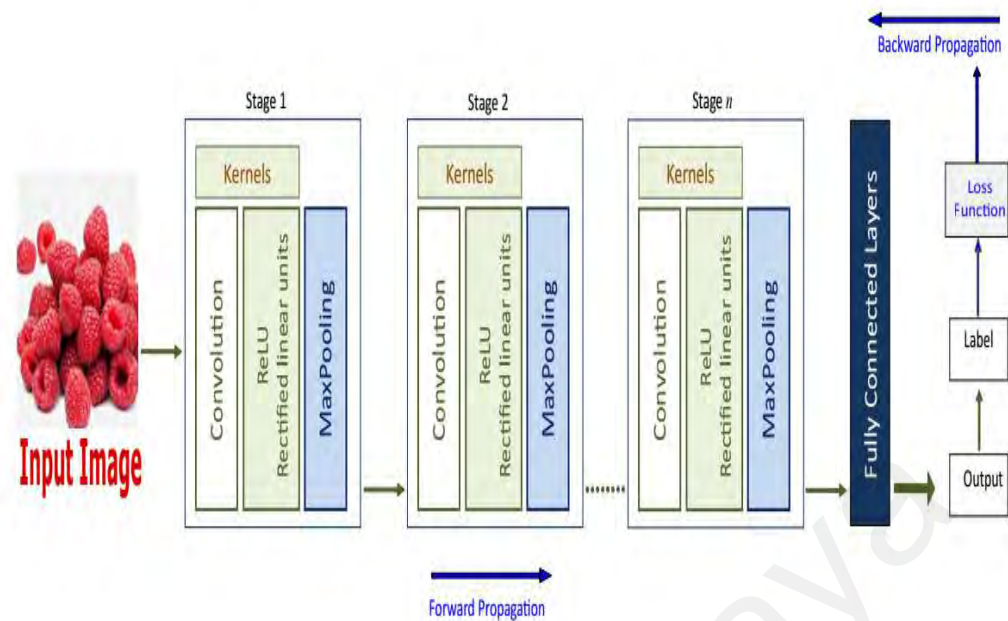 Backward Propagation
Stage 1
Stage 2
Stage n
Kernels
Kernels
Kernels
Loss
Function
Convolution
ReLU
Rectified linear units
MaxPooling
Convolution
ReLU
Rectified linear units
MaxPooling
Convolution
ReLU
Rectified linear units
MaxPooling
Fully Connected Layers
Label
Input Image
Output
Forward Propagation